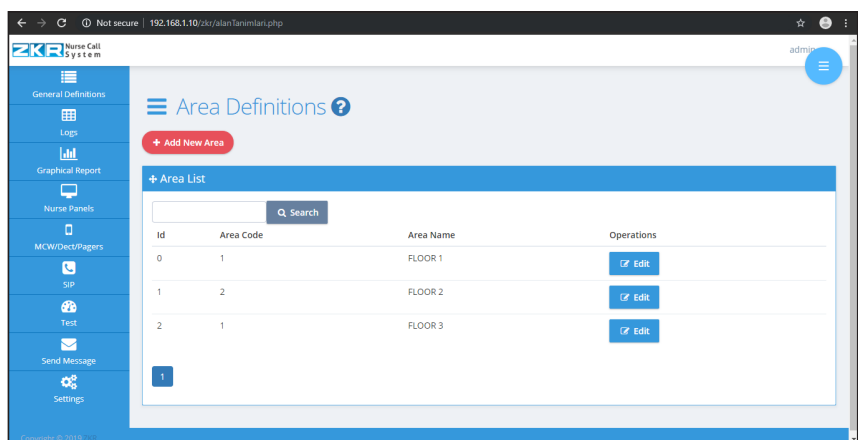 Not secure | 192.168.1.10/zkr/alanTanimlari.php
ZKR Nurse Call
System
admin
General Definitions
Logs
Graphical Report
Nurse Panels
MCW/Dect/Pagers
SIP
Test
Send Message
Settings
Area Definitions ?
+ Add New Area
Area List
Search
Id Area Code Area Name Operations
0 1 FLOOR 1 Edit
1 2 FLOOR 2 Edit
2 1 FLOOR 3 Edit
1
Copyright © 2019